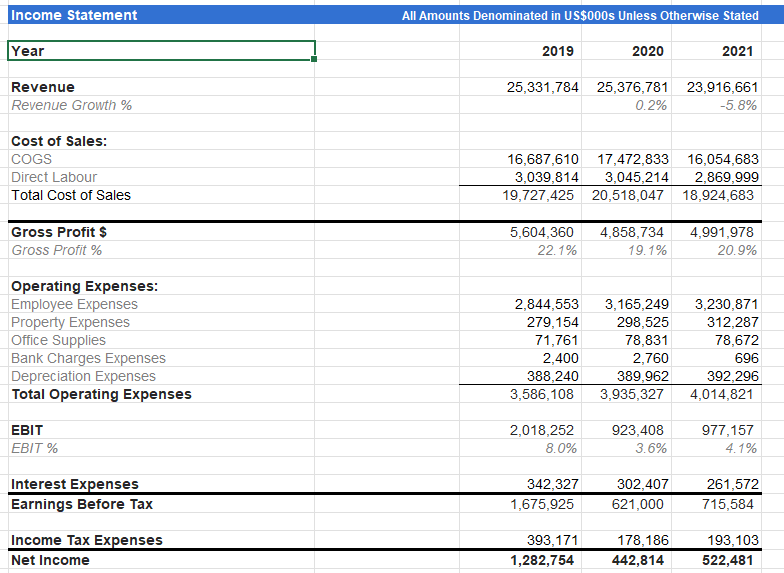 Income Statement All Amounts Denominated in US$000s Unless Otherwise Stated
Year 2019 2020 2021
Revenue 25,331,784 25,376,781 23,916,661
Revenue Growth % 0.2% -5.8%
Cost of Sales:
COGS 16,687,610 17,472,833 16,054,683
Direct Labour 3,039,814 3,045,214 2,869,999
Total Cost of Sales 19,727,425 20,518,047 18,924,683
Gross Profit $ 5,604,360 4,858,734 4,991,978
Gross Profit % 22.1% 19.1% 20.9%
Operating Expenses:
Employee Expenses 2,844,553 3,165,249 3,230,871
Property Expenses 279,154 298,525 312,287
Office Supplies 71,761 78,831 78,672
Bank Charges Expenses 2,400 2,760 696
Depreciation Expenses 388,240 389,962 392,296
Total Operating Expenses 3,586,108 3,935,327 4,014,821
EBIT 2,018,252 923,408 977,157
EBIT % 8.0% 3.6% 4.1%
Interest Expenses 342,327 302,407 261,572
Earnings Before Tax 1,675,925 621,000 715,584
Income Tax Expenses 393,171 178,186 193,103
Net Income 1,282,754 442,814 522,481